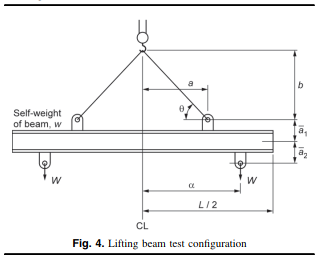 a
b
θ
Self-weight
of beam, w
ā₁
ā₂
W
α
W
L / 2
CL
Fig. 4. Lifting beam test configuration